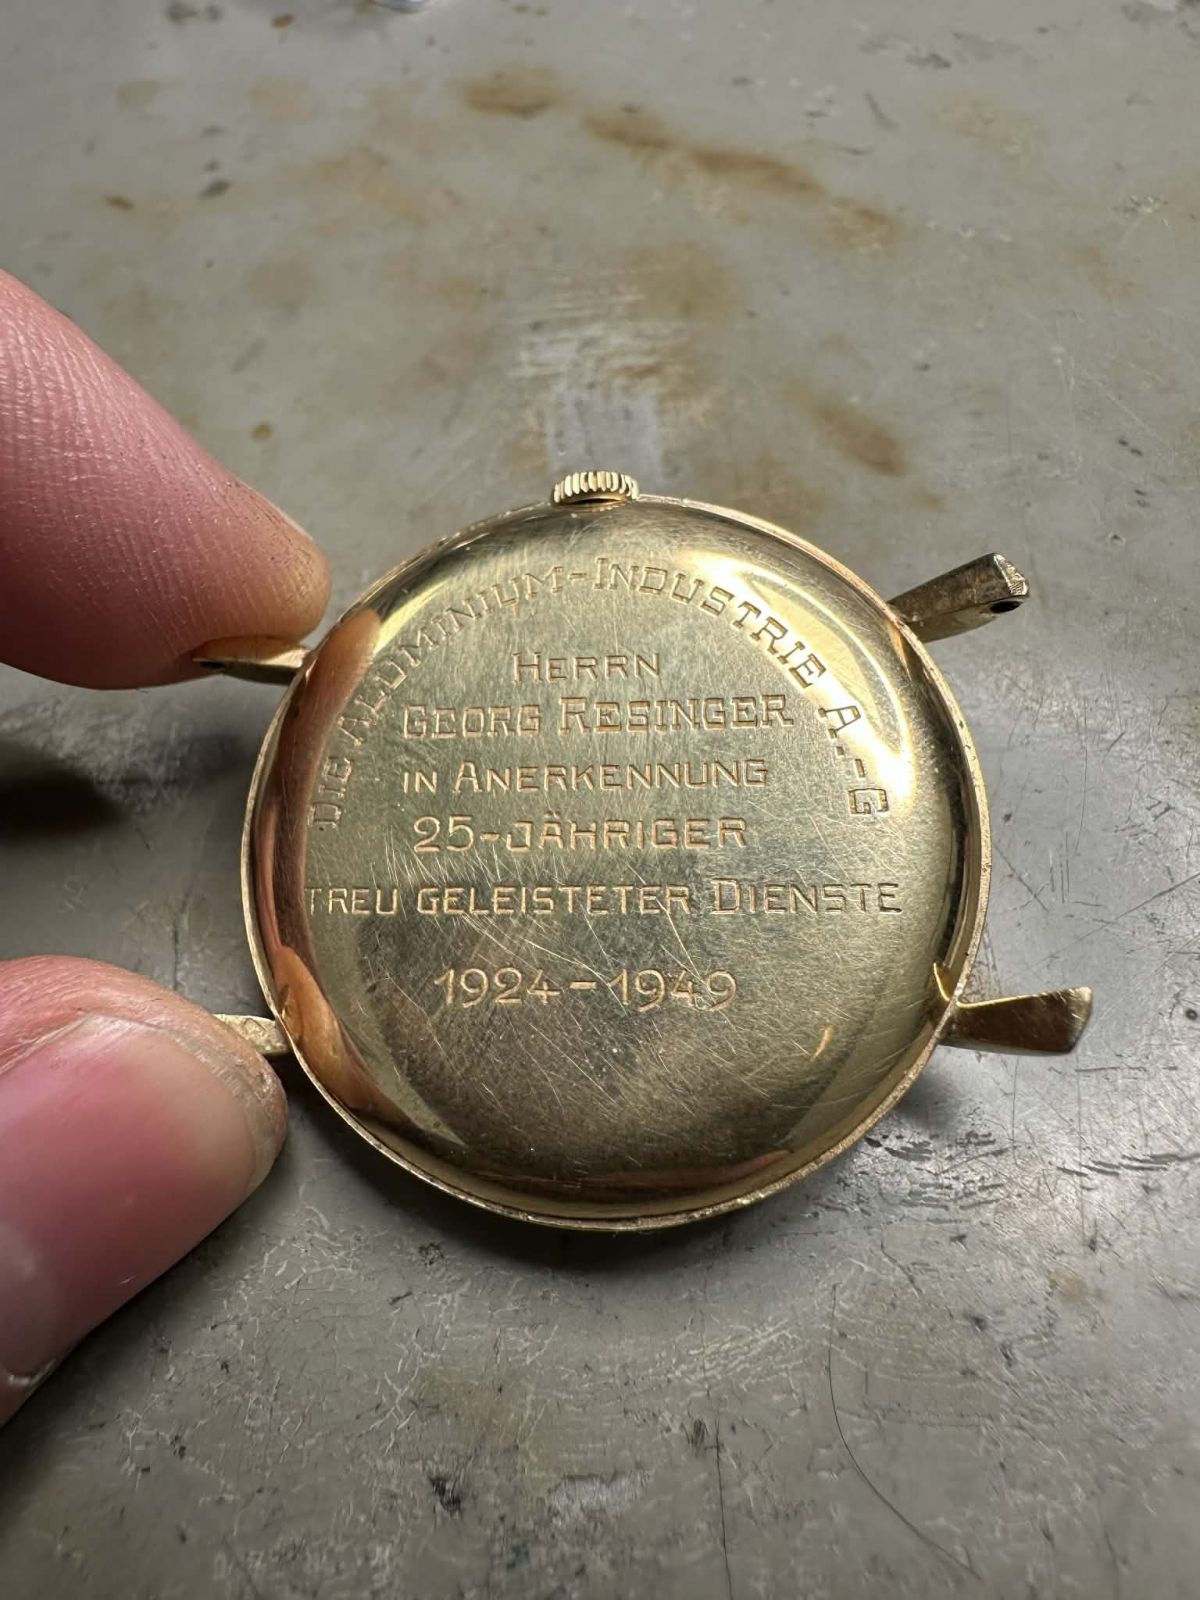 Die Aluminium-Industrie A.-G
Herrn
Georg Resinger
in Anerkennung
25-jähriger
treu geleisteter Dienste
1924-1949